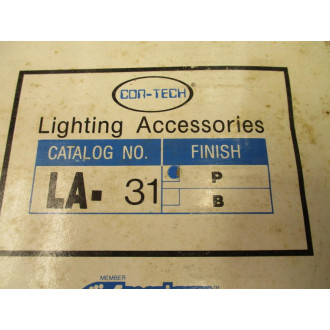 CON-TECH
Lighting Accessories
CATALOG NO. FINISH
LA- 31 P
B
MEMBER